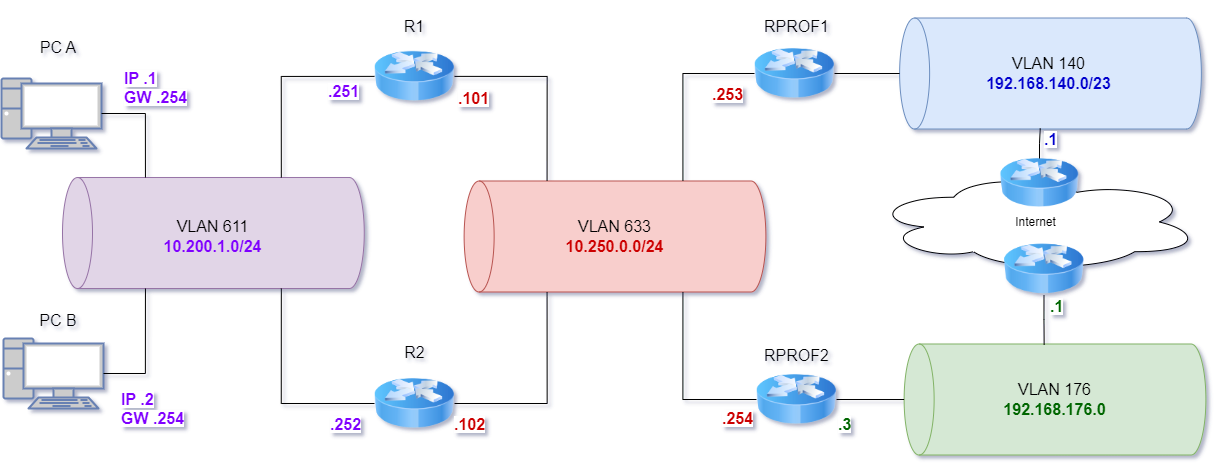 R1
RPROF1
PC A
VLAN 140
192.168.140.0/23
IP .1
GW .254
.251
.101
.253
.1
VLAN 611
10.200.1.0/24
VLAN 633
10.250.0.0/24
Internet
.1
PC B
R2
RPROF2
VLAN 176
192.168.176.0
IP .2
GW .254
.252
.102
.254
.3